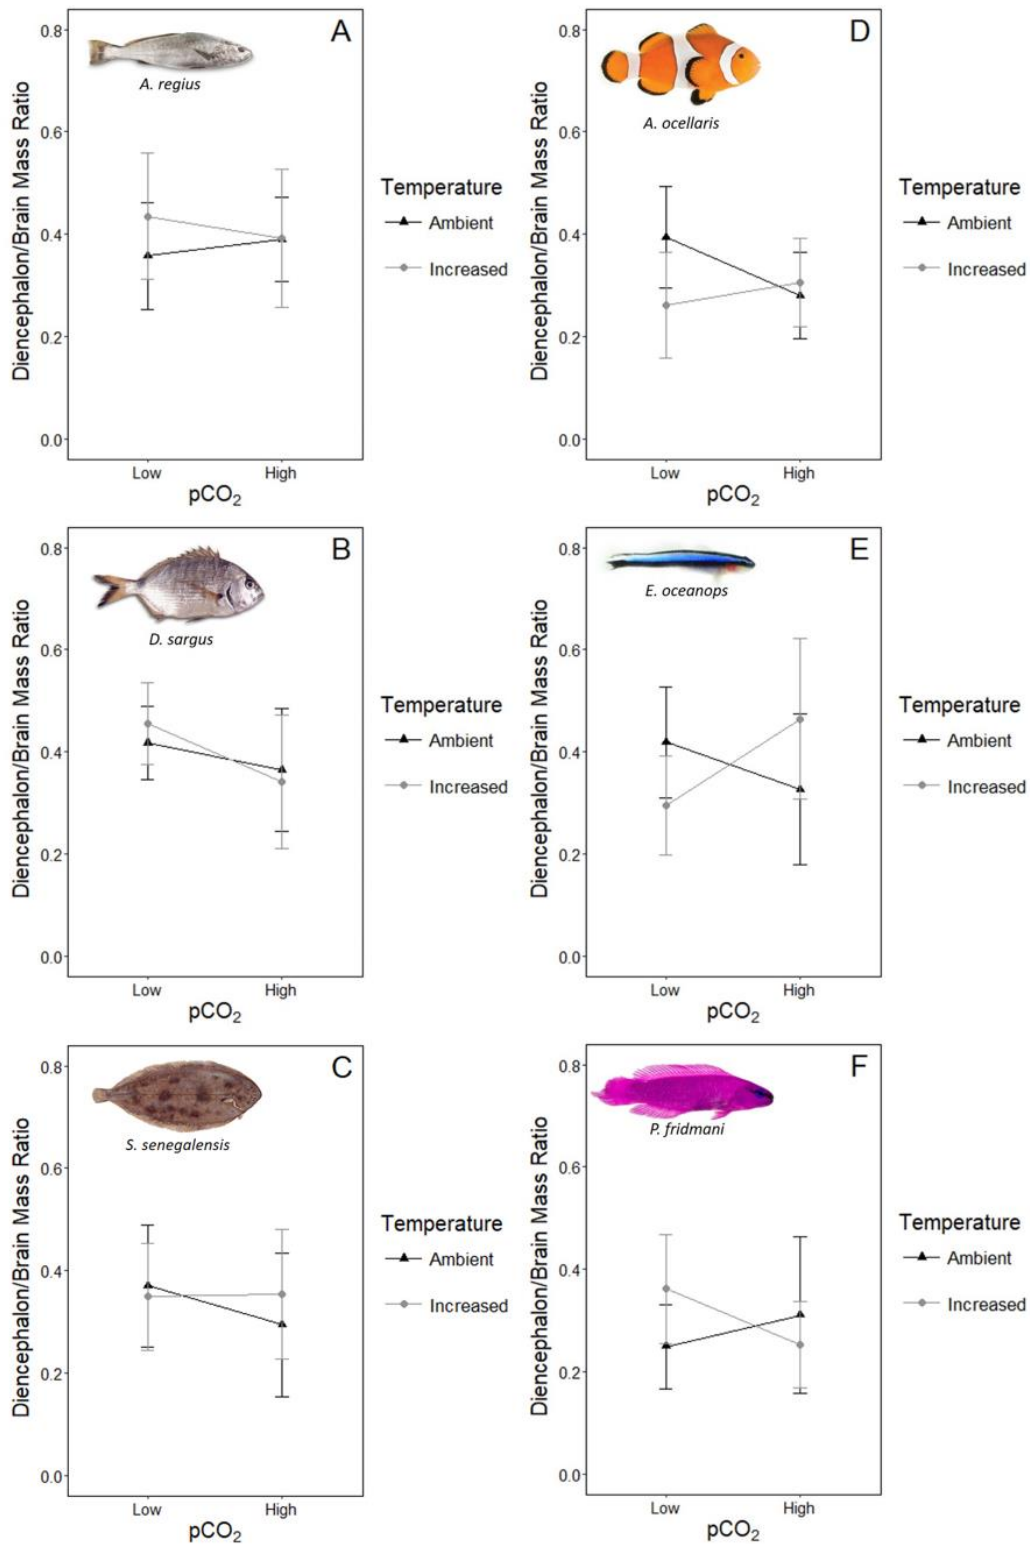 Diencephalon/Brain Mass Ratio
0.8
0.6
0.4
0.2
0.0
A
A. regius
Low
High
pCO₂
Temperature
Ambient
Increased
Diencephalon/Brain Mass Ratio
0.8
0.6
0.4
0.2
0.0
D
A. ocellaris
Low
High
pCO₂
Temperature
Ambient
Increased
Diencephalon/Brain Mass Ratio
0.8
0.6
0.4
0.2
0.0
B
D. sargus
Low
High
pCO₂
Temperature
Ambient
Increased
Diencephalon/Brain Mass Ratio
0.8
0.6
0.4
0.2
0.0
E
E. oceanops
Low
High
pCO₂
Temperature
Ambient
Increased
Diencephalon/Brain Mass Ratio
0.8
0.6
0.4
0.2
0.0
C
S. senegalensis
Low
High
pCO₂
Temperature
Ambient
Increased
Diencephalon/Brain Mass Ratio
0.8
0.6
0.4
0.2
0.0
F
P. fridmani
Low
High
pCO₂
Temperature
Ambient
Increased